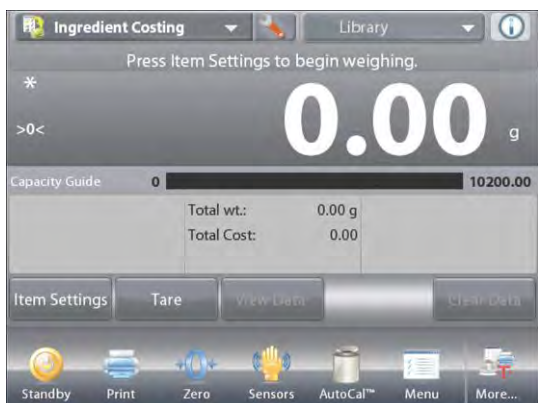 Ingredient Costing Library
Press Item Settings to begin weighing.
*
>0< 0.00 g
Capacity Guide 0 10200.00
Total wt.: 0.00 g
Total Cost: 0.00
Item Settings Tare View Data Clear Data
Standby Print Zero Sensors AutoCal™ Menu More...